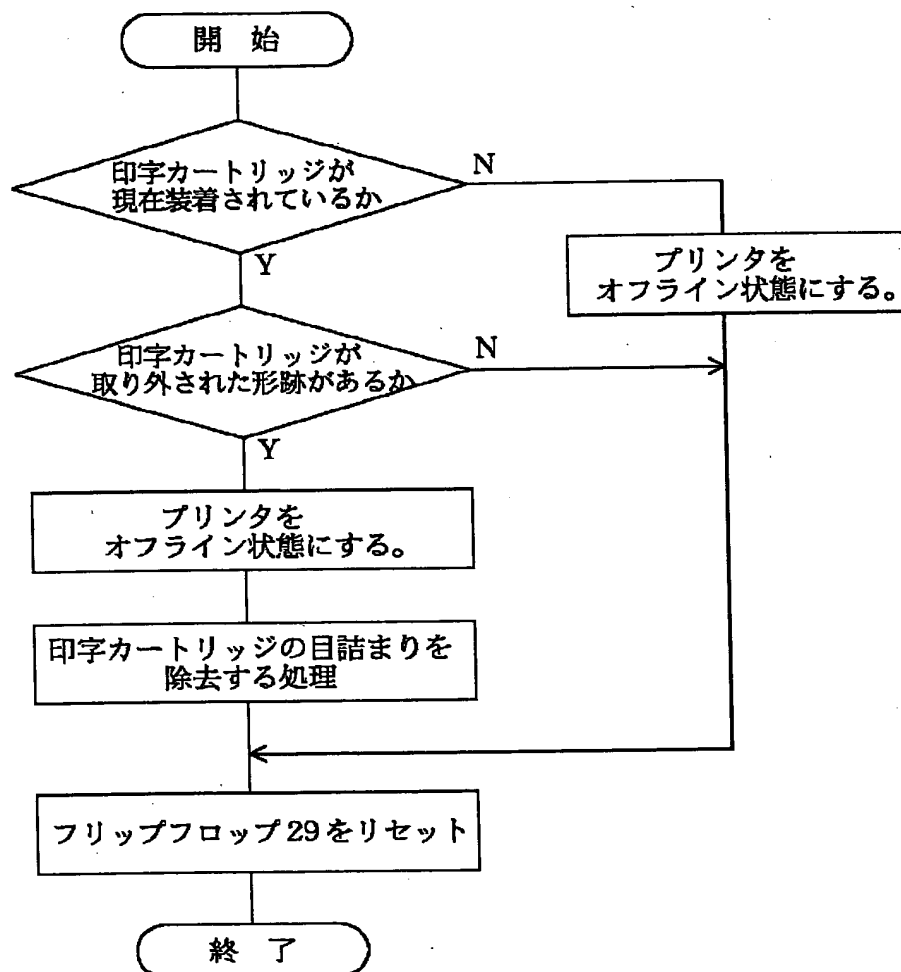 開 始
印字カートリッジが
現在装着されているか
N
Y
プリンタを
オフライン状態にする。
印字カートリッジが
取り外された形跡があるか
N
Y
プリンタを
オフライン状態にする。
印字カートリッジの目詰まりを
除去する処理
フリップフロップ29をリセット
終 了